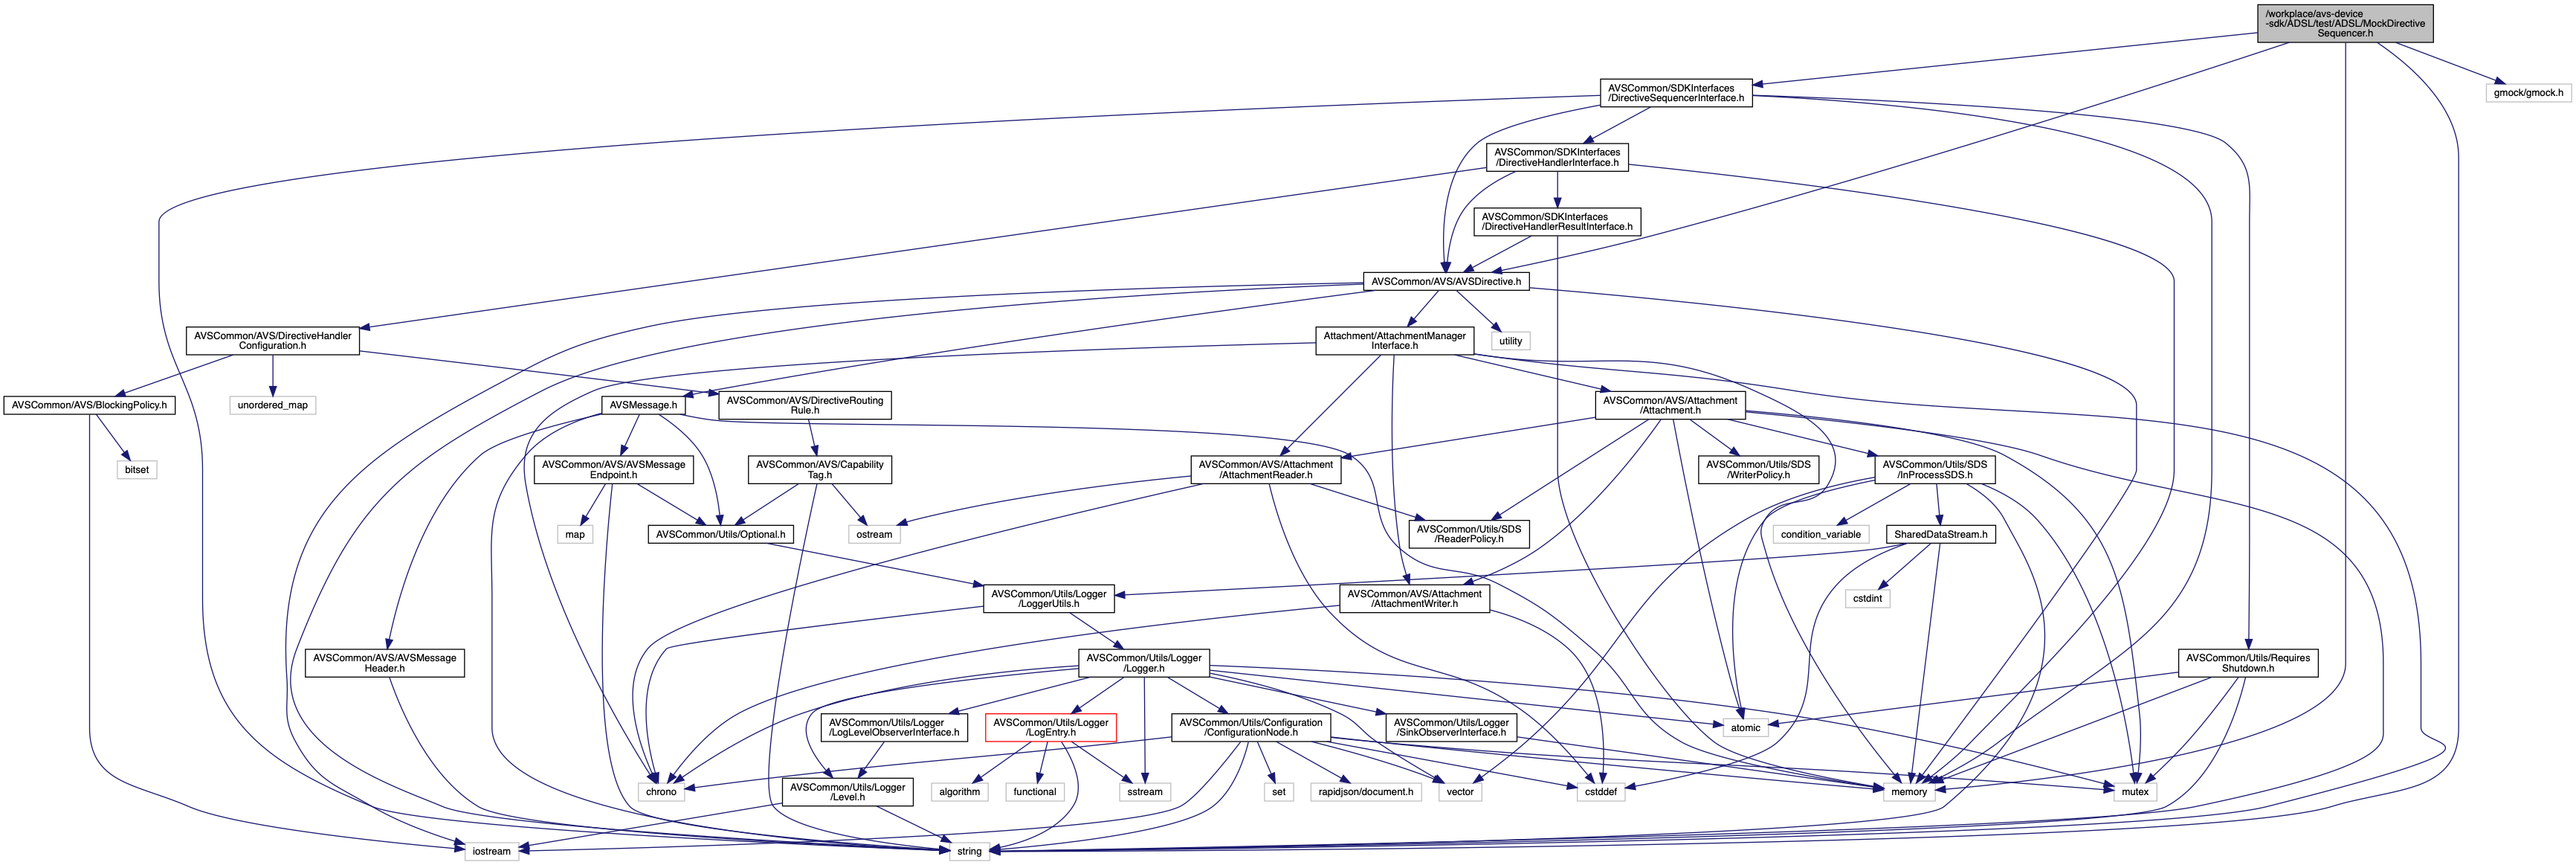 /workplace/avs-device
-sdk/ADSL/test/ADSL/MockDirective
Sequencer.h
AVSCommon/SDKInterfaces
/DirectiveSequencerInterface.h
gmock/gmock.h
AVSCommon/SDKInterfaces
/DirectiveHandlerInterface.h
AVSCommon/SDKInterfaces
/DirectiveHandlerResultInterface.h
AVSCommon/AVS/AVSDirective.h
AVSCommon/AVS/DirectiveHandler
Configuration.h
Attachment/AttachmentManager
Interface.h
utility
AVSCommon/AVS/BlockingPolicy.h
unordered_map
AVSMessage.h
AVSCommon/AVS/DirectiveRouting
Rule.h
AVSCommon/AVS/Attachment
/Attachment.h
bitset
AVSCommon/AVS/AVSMessage
Endpoint.h
AVSCommon/AVS/Capability
Tag.h
AVSCommon/AVS/Attachment
/AttachmentReader.h
AVSCommon/Utils/SDS
/WriterPolicy.h
AVSCommon/Utils/SDS
/InProcessSDS.h
map
AVSCommon/Utils/Optional.h
ostream
AVSCommon/Utils/SDS
/ReaderPolicy.h
condition_variable
SharedDataStream.h
AVSCommon/Utils/Logger
/LoggerUtils.h
AVSCommon/AVS/Attachment
/AttachmentWriter.h
cstdint
AVSCommon/AVS/AVSMessage
Header.h
AVSCommon/Utils/Logger
/Logger.h
AVSCommon/Utils/Requires
Shutdown.h
AVSCommon/Utils/Logger
/LogLevelObserverInterface.h
AVSCommon/Utils/Logger
/LogEntry.h
AVSCommon/Utils/Configuration
/ConfigurationNode.h
AVSCommon/Utils/Logger
/SinkObserverInterface.h
atomic
chrono
AVSCommon/Utils/Logger
/Level.h
algorithm
functional
sstream
set
rapidjson/document.h
vector
cstddef
memory
mutex
iostream
string